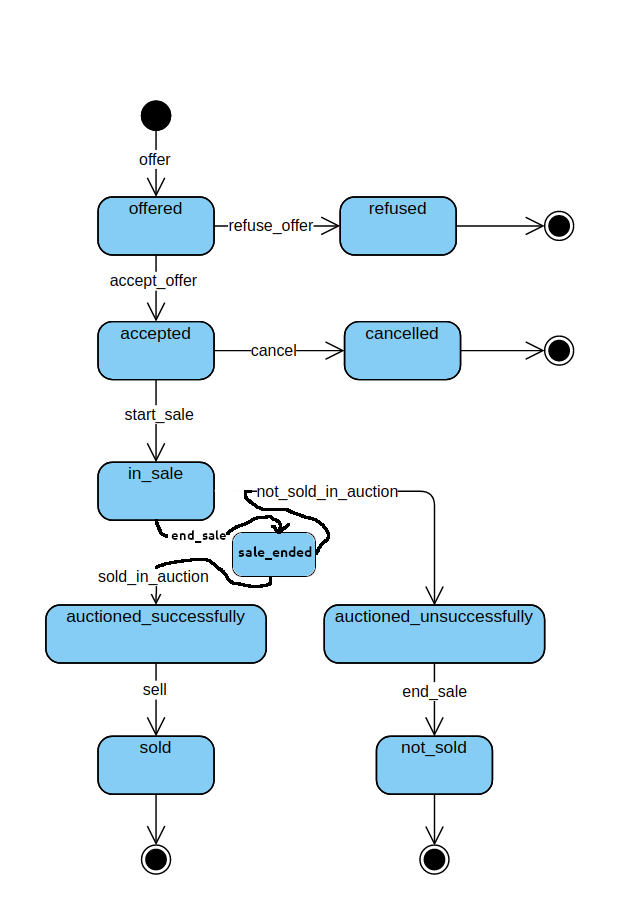 offer
offered
refuse_offer
refused
accept_offer
accepted
cancel
cancelled
start_sale
in_sale
not_sold_in_auction
end_sale
sale_ended
sold_in_auction
auctioned_successfully
auctioned_unsuccessfully
sell
end_sale
sold
not_sold